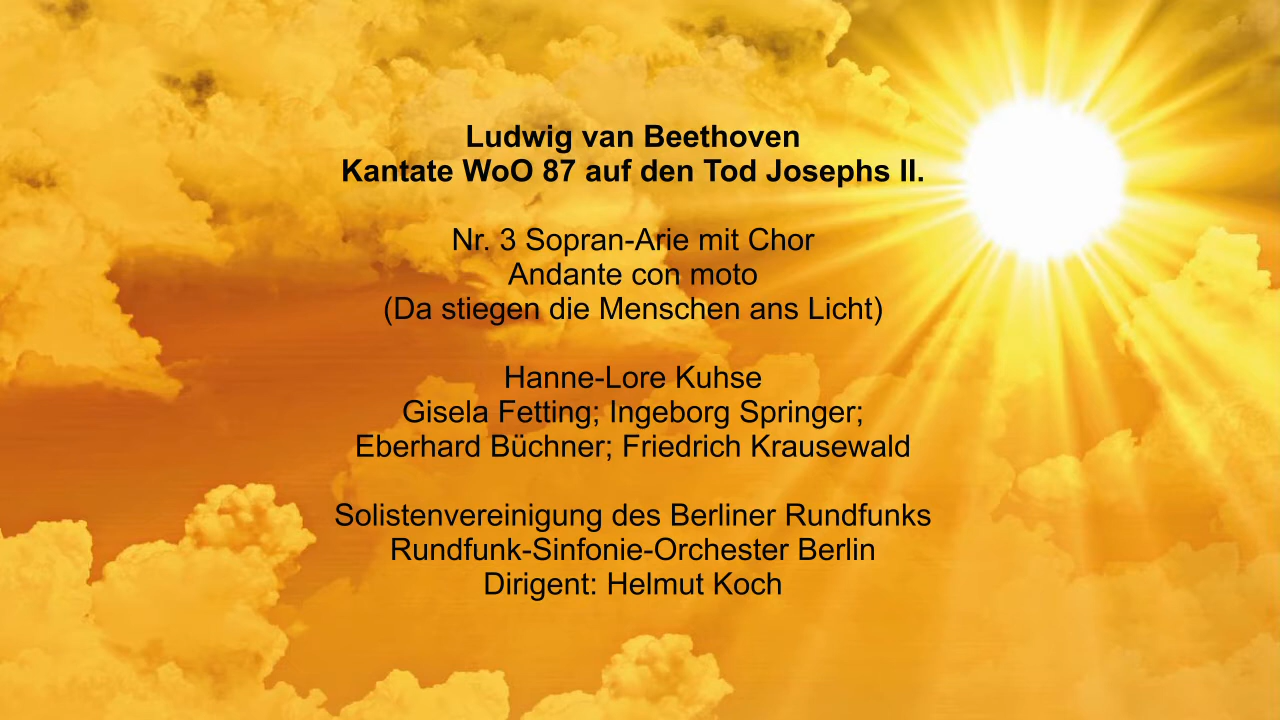 Ludwig van Beethoven
Kantate WoO 87 auf den Tod Josephs II.
Nr. 3 Sopran-Arie mit Chor
Andante con moto
(Da stiegen die Menschen ans Licht)
Hanne-Lore Kuhse
Gisela Fetting; Ingeborg Springer;
Eberhard Büchner; Friedrich Krausewald
Solistenvereinigung des Berliner Rundfunks
Rundfunk-Sinfonie-Orchester Berlin
Dirigent: Helmut Koch